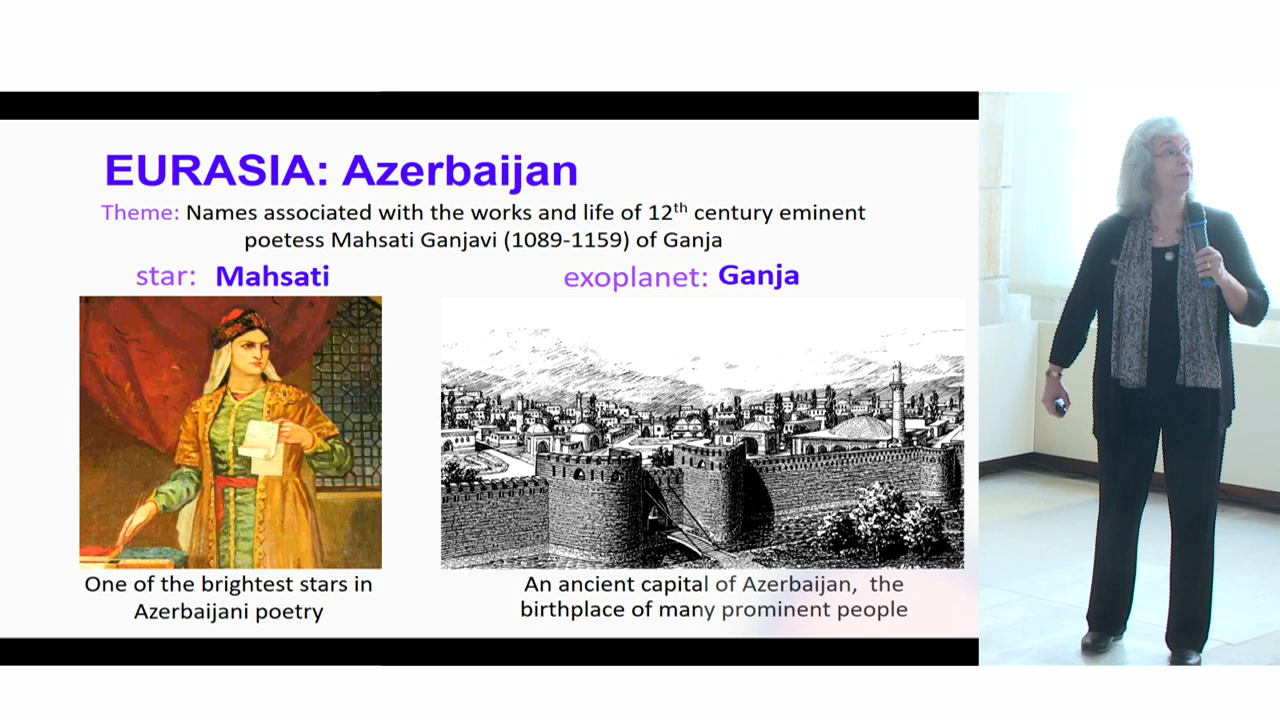 EURASIA: Azerbaijan
Theme: Names associated with the works and life of 12th century eminent
poetess Mahsati Ganjavi (1089-1159) of Ganja
star: Mahsati
exoplanet: Ganja
One of the brightest stars in
Azerbaijani poetry
An ancient capital of Azerbaijan, the
birthplace of many prominent people